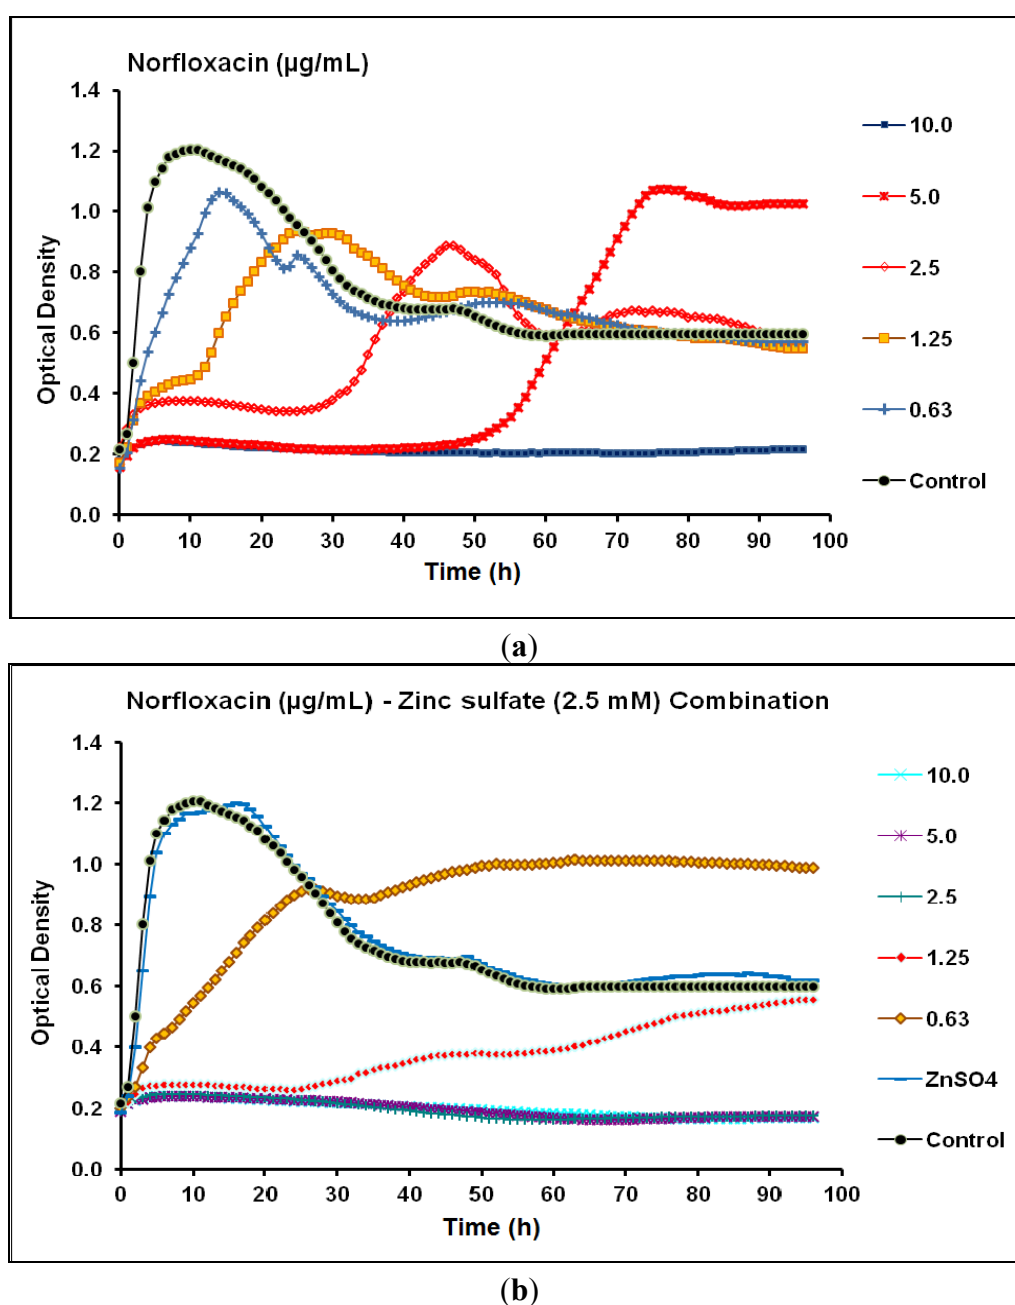 Norfloxacin (µg/mL)
1.4
1.2
1.0
0.8
0.6
0.4
0.2
0.0
Optical Density
0 10 20 30 40 50 60 70 80 90 100
Time (h)
10.0
5.0
2.5
1.25
0.63
Control
(a)
Norfloxacin (µg/mL) - Zinc sulfate (2.5 mM) Combination
1.4
1.2
1.0
0.8
0.6
0.4
0.2
0.0
Optical Density
0 10 20 30 40 50 60 70 80 90 100
Time (h)
10.0
5.0
2.5
1.25
0.63
ZnSO4
Control
(b)